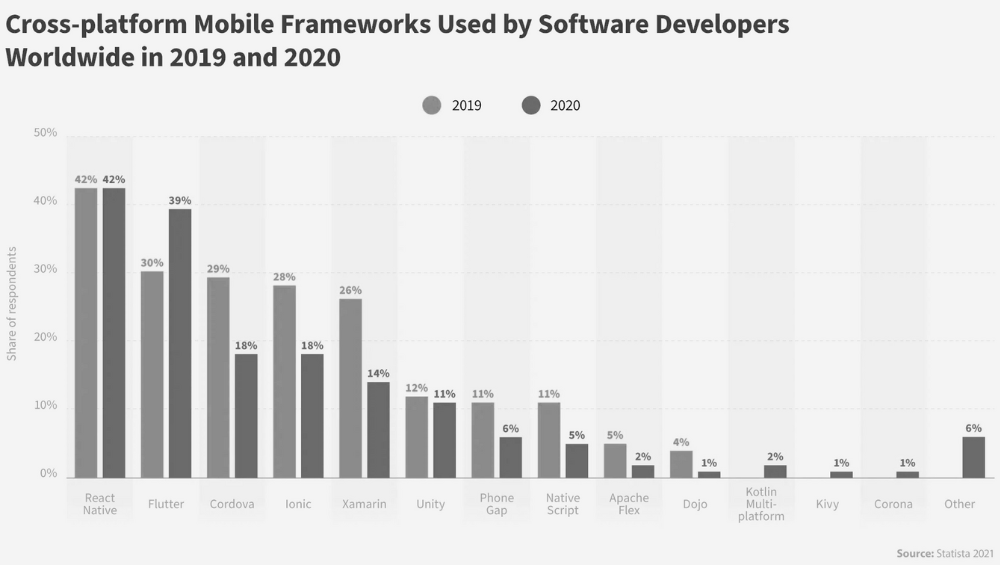 Cross-platform Mobile Frameworks Used by Software Developers
Worldwide in 2019 and 2020
2019
2020
50%
40%
30%
20%
10%
0%
Share of respondents
42%
42%
30%
39%
29%
18%
28%
18%
26%
14%
12%
11%
11%
6%
11%
5%
5%
2%
4%
1%
2%
1%
1%
6%
React
Native
Flutter
Cordova
Ionic
Xamarin
Unity
Phone
Gap
Native
Script
Apache
Flex
Dojo
Kotlin
Multi-
platform
Kivy
Corona
Other
Source: Statista 2021